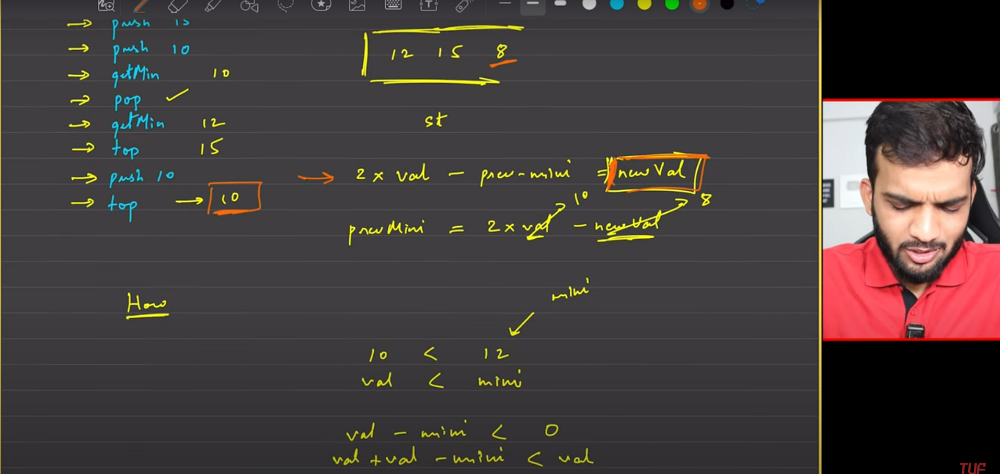 push
push 10
getMin 10
pop ✓
getMin 12
top 15
push 10
top → 10
12 15 8
st
→ 2 x val - prev-mini = newVal
10
8
prevMini = 2 x val - newVal
How
mini
10 < 12
val < mini
val - mini < 0
val + val - mini < val
TUF